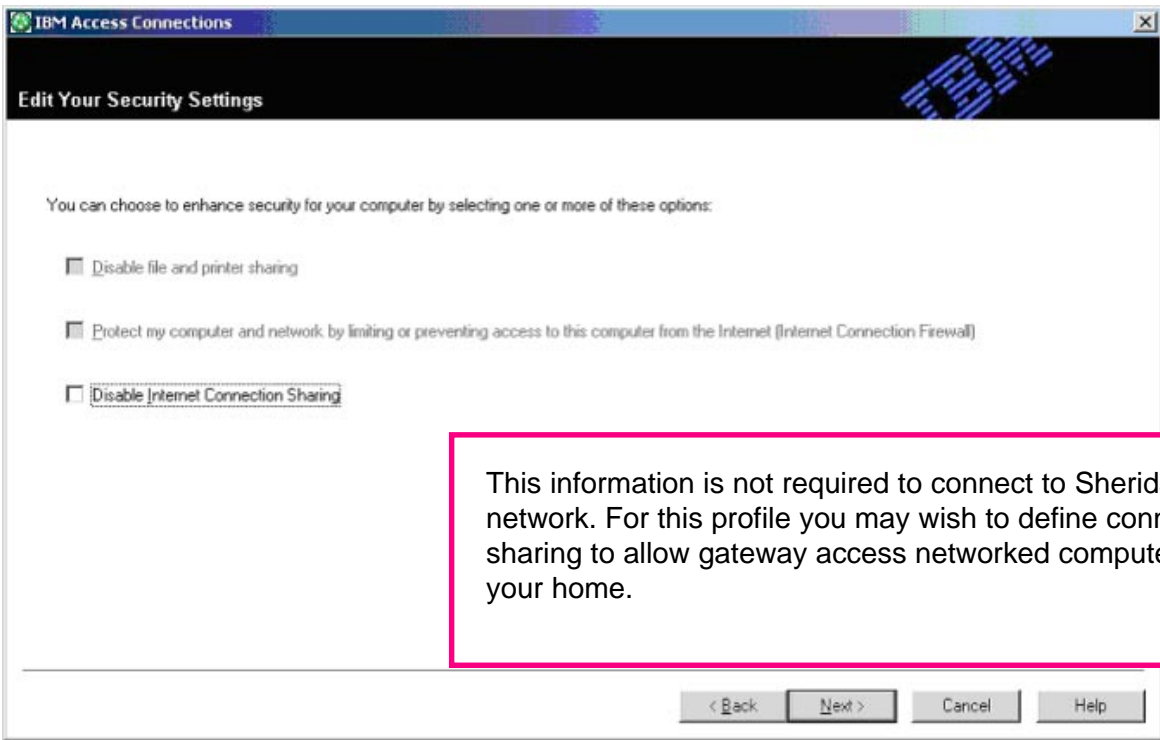 IBM Access Connections
IBM
Edit Your Security Settings
You can choose to enhance security for your computer by selecting one or more of these options:
Disable file and printer sharing
Protect my computer and network by limiting or preventing access to this computer from the Internet (Internet Connection Firewall)
Disable Internet Connection Sharing
This information is not required to connect to Sherid
network. For this profile you may wish to define conn
sharing to allow gateway access networked compute
your home.
< Back Next > Cancel Help